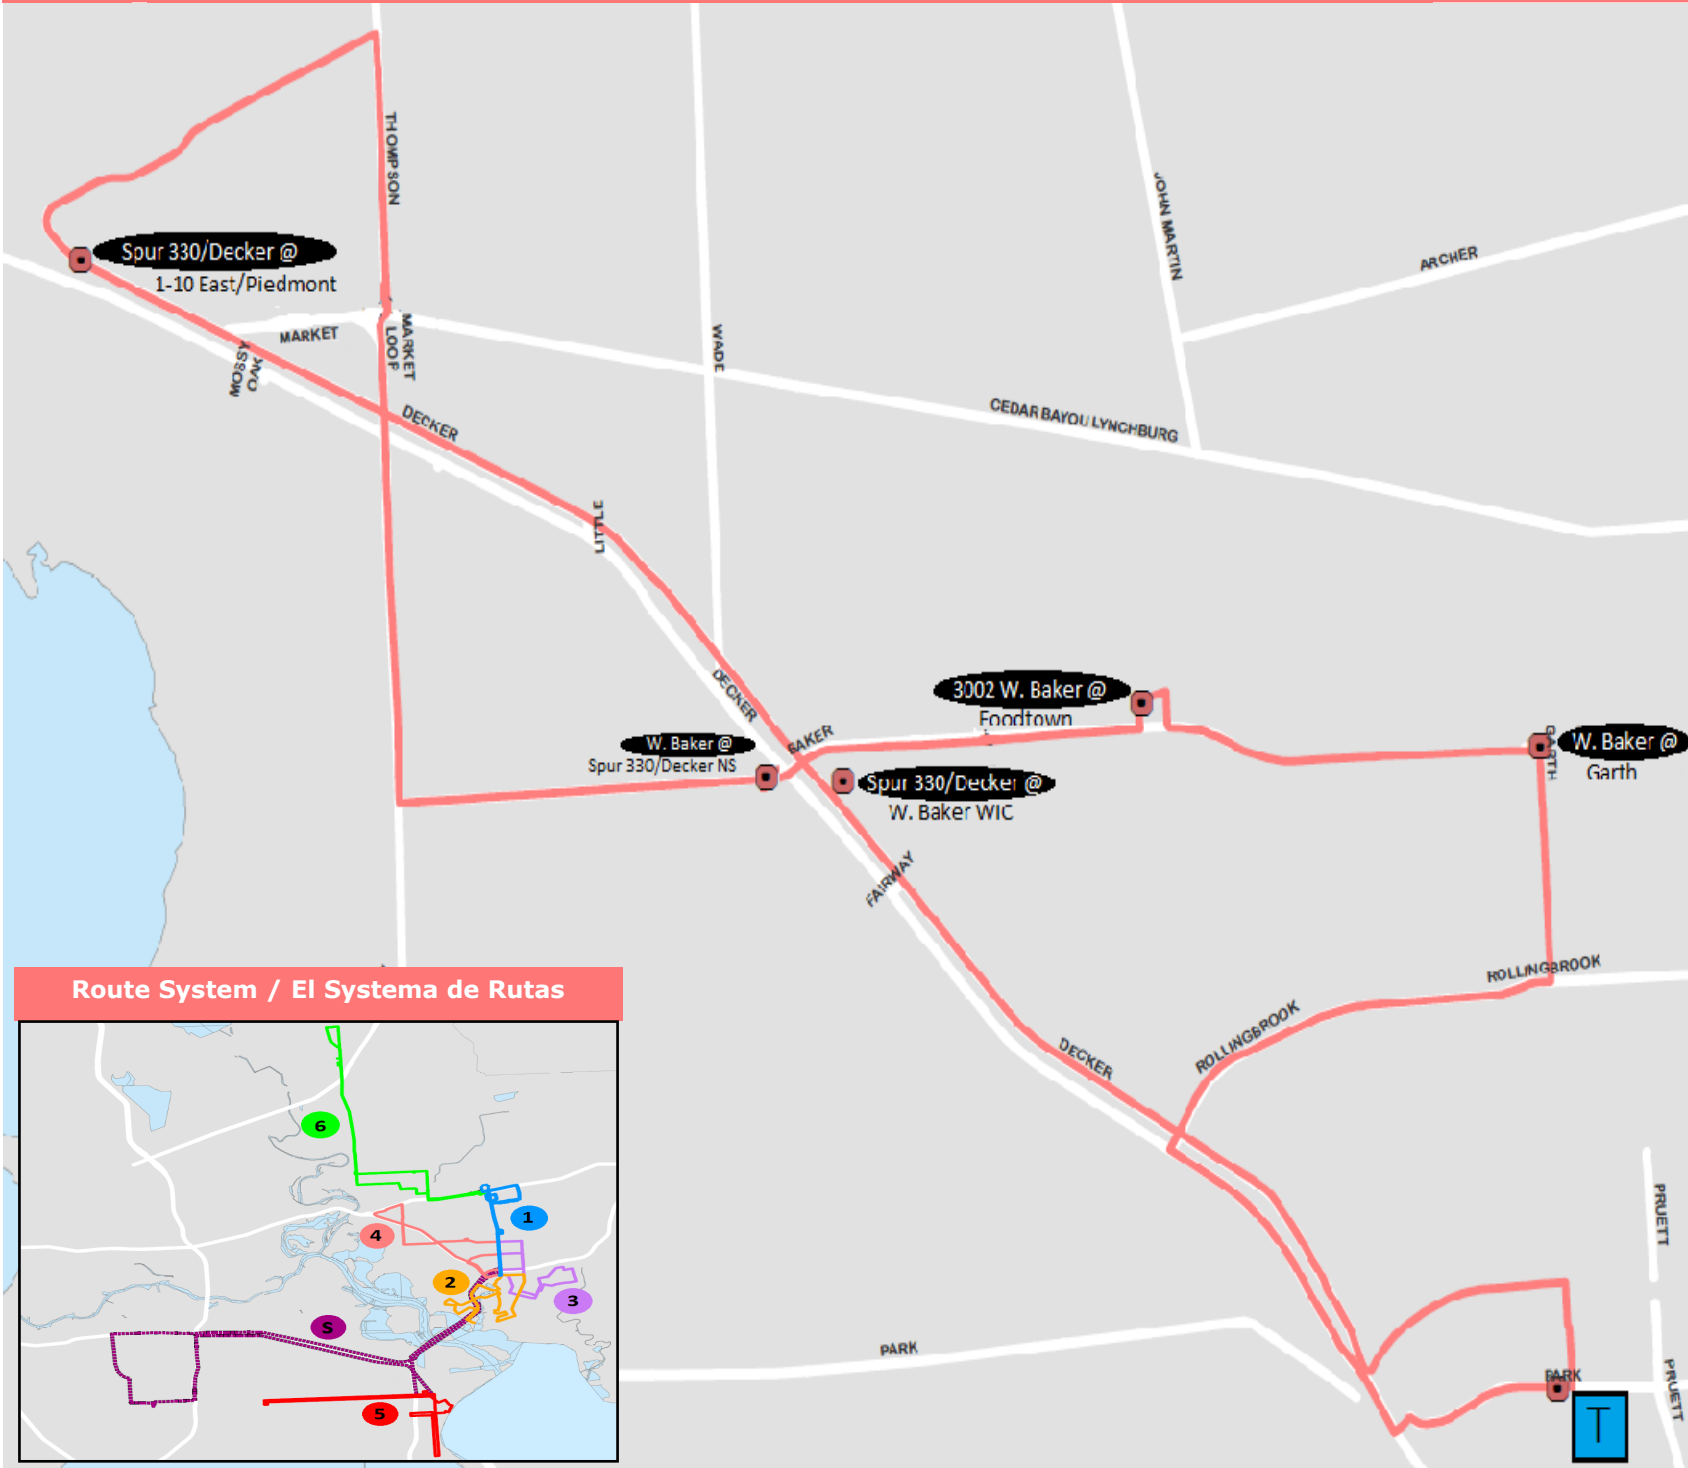 THOMPSON
JOHN MARTIN
ARCHER
Spur 330/Decker @
1-10 East/Piedmont
MARKET
MARKET
LOOP
MOSSY
OAK
WADE
DECKER
CEDAR BAYOU LYNCHBURG
LITTLE
DECKER
3002 W. Baker @
Foodtown
BAKER
W. Baker @
Spur 330/Decker NS
GARTH
W. Baker @
Garth
Spur 330/Decker @
W. Baker WIC
FAIRWAY
ROLLINGBROOK
ROLLINGBROOK
DECKER
Route System / El Systema de Rutas
6
1
4
2
3
S
5
PRUETT
PARK
PARK
PRUETT
T